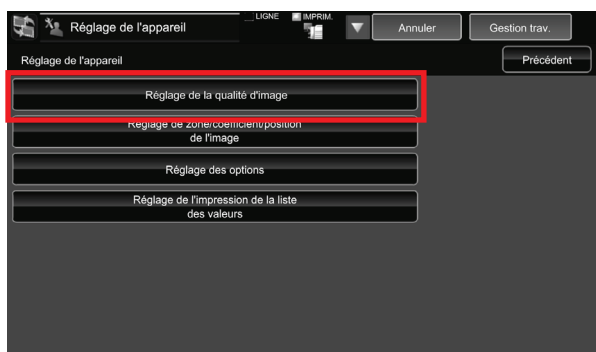 LIGNE
IMPRIM.
Réglage de l'appareil
Annuler
Gestion trav.
Réglage de l'appareil
Précédent
Réglage de la qualité d'image
Réglage de zone/coefficient/position
de l'image
Réglage des options
Réglage de l'impression de la liste
des valeurs